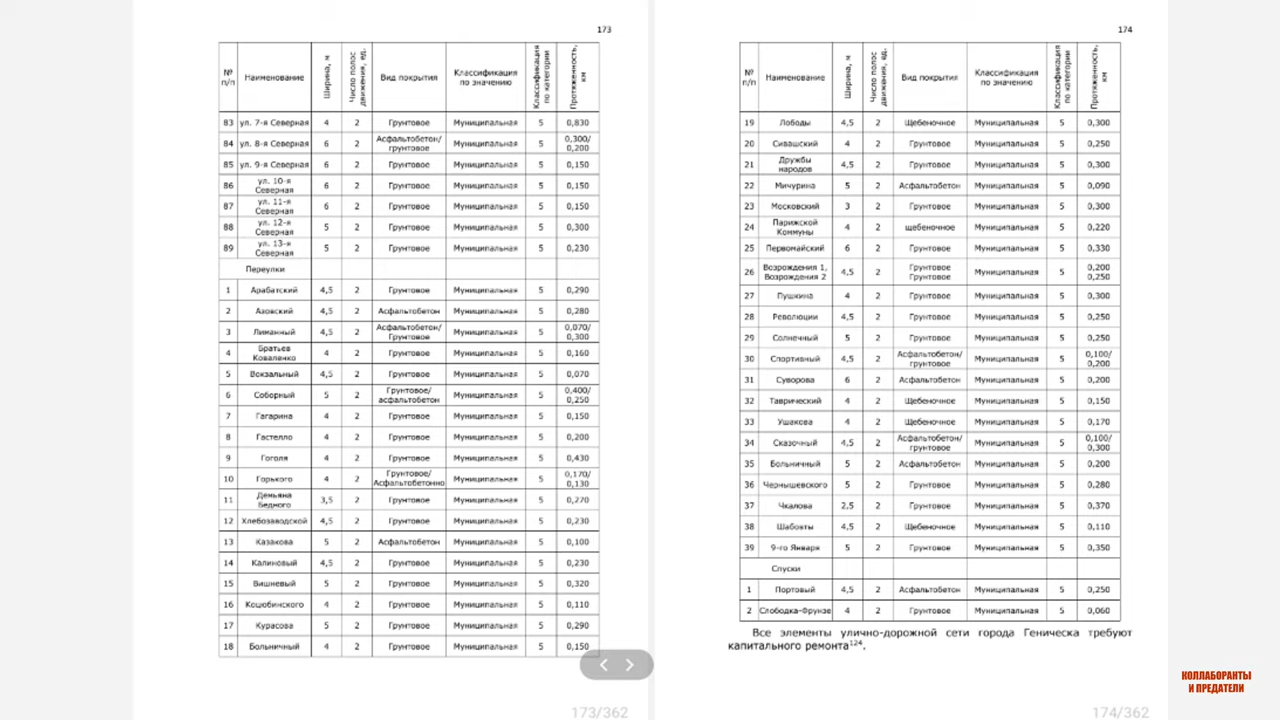 173
№ п/п Наименование Ширина, м Число полос движения, ед. Вид покрытия Классификация по значению Классификация по категории Протяженность, км
83 ул. 7-я Северная 4 2 Грунтовое Муниципальная 5 0,830
84 ул. 8-я Северная 6 2 Асфальтобетон/ грунтовое Муниципальная 5 0,300/ 0,200
85 ул. 9-я Северная 6 2 Грунтовое Муниципальная 5 0,150
86 ул. 10-я Северная 6 2 Грунтовое Муниципальная 5 0,150
87 ул. 11-я Северная 6 2 Грунтовое Муниципальная 5 0,150
88 ул. 12-я Северная 5 2 Грунтовое Муниципальная 5 0,300
89 ул. 13-я Северная 5 2 Грунтовое Муниципальная 5 0,230
Переулки
1 Арабатский 4,5 2 Грунтовое Муниципальная 5 0,290
2 Азовский 4,5 2 Асфальтобетон Муниципальная 5 0,280
3 Лиманный 4,5 2 Асфальтобетон/ Грунтовое Муниципальная 5 0,070/ 0,300
4 Братьев Коваленко 4 2 Грунтовое Муниципальная 5 0,160
5 Вокзальный 4,5 2 Грунтовое Муниципальная 5 0,070
6 Соборный 5 2 Грунтовое/ асфальтобетон Муниципальная 5 0,400/ 0,250
7 Гагарина 4 2 Грунтовое Муниципальная 5 0,150
8 Гастелло 4 2 Грунтовое Муниципальная 5 0,200
9 Гоголя 4 2 Грунтовое Муниципальная 5 0,430
10 Горького 4 2 Грунтовое/ Асфальтобетонно Муниципальная 5 0,170/ 0,130
11 Демьяна Бедного 3,5 2 Грунтовое Муниципальная 5 0,270
12 Хлебозаводской 4,5 2 Грунтовое Муниципальная 5 0,230
13 Казакова 5 2 Асфальтобетон Муниципальная 5 0,100
14 Калиновый 4,5 2 Грунтовое Муниципальная 5 0,230
15 Вишневый 5 2 Грунтовое Муниципальная 5 0,320
16 Коцюбинского 4 2 Грунтовое Муниципальная 5 0,110
17 Курасова 5 2 Грунтовое Муниципальная 5 0,290
18 Больничный 4 2 Грунтовое Муниципальная 5 0,150
173/362
174
№ п/п Наименование Ширина, м Число полос движения, ед. Вид покрытия Классификация по значению Классификация по категории Протяженность, км
19 Лободы 4,5 2 Щебеночное Муниципальная 5 0,300
20 Сивашский 4 2 Грунтовое Муниципальная 5 0,250
21 Дружбы народов 4,5 2 Грунтовое Муниципальная 5 0,300
22 Мичурина 5 2 Асфальтобетон Муниципальная 5 0,090
23 Московский 3 2 Грунтовое Муниципальная 5 0,300
24 Парижской Коммуны 4 2 щебеночное Муниципальная 5 0,220
25 Первомайский 6 2 Грунтовое Муниципальная 5 0,330
26 Возрождения 1, Возрождения 2 4,5 2 Грунтовое Грунтовое Муниципальная 5 0,200 0,250
27 Пушкина 4 2 Грунтовое Муниципальная 5 0,300
28 Революции 4,5 2 Грунтовое Муниципальная 5 0,250
29 Солнечный 5 2 Грунтовое Муниципальная 5 0,250
30 Спортивный 4,5 2 Асфальтобетон/ грунтовое Муниципальная 5 0,100/ 0,200
31 Суворова 6 2 Асфальтобетон Муниципальная 5 0,200
32 Таврический 4 2 Щебеночное Муниципальная 5 0,150
33 Ушакова 4 2 Щебеночное Муниципальная 5 0,170
34 Сказочный 4,5 2 Асфальтобетон/ грунтовое Муниципальная 5 0,100/ 0,300
35 Больничный 5 2 Асфальтобетон Муниципальная 5 0,200
36 Чернышевского 5 2 Грунтовое Муниципальная 5 0,280
37 Чкалова 2,5 2 Грунтовое Муниципальная 5 0,370
38 Шабовты 4,5 2 Щебеночное Муниципальная 5 0,110
39 9-го Января 5 2 Грунтовое Муниципальная 5 0,350
Спуски
1 Портовый 4,5 2 Асфальтобетон Муниципальная 5 0,250
2 Слободка-Фрунзе 4 2 Грунтовое Муниципальная 5 0,060
Все элементы улично-дорожной сети города Геническа требуют
капитального ремонта124.
174/362
КОЛЛАБОРАНТЫ
И ПРЕДАТЕЛИ